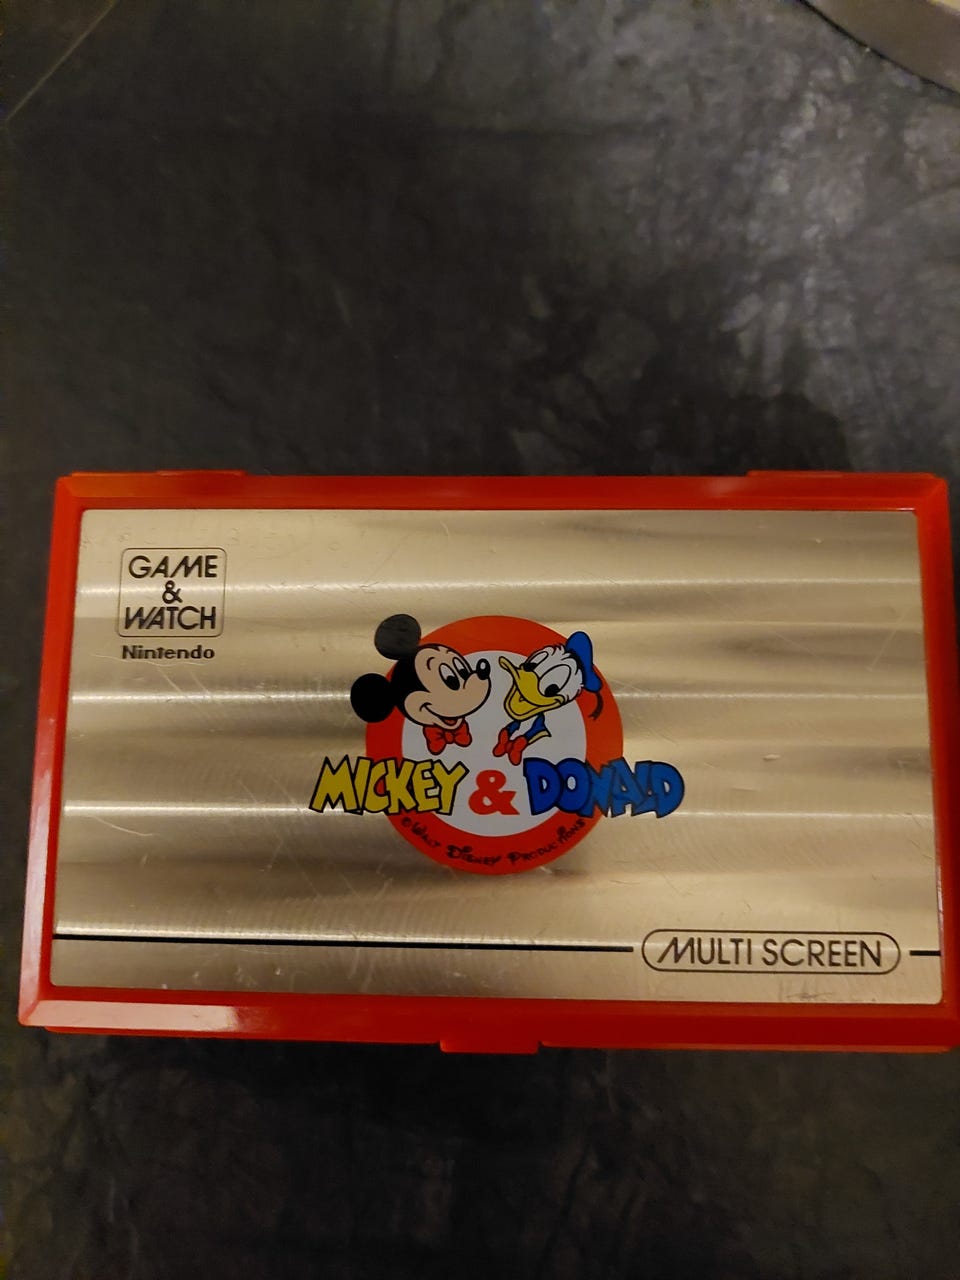 GAME
&
WATCH
Nintendo
MICKEY & DONALD
© WALT DISNEY PRODUCTIONS
MULTI SCREEN